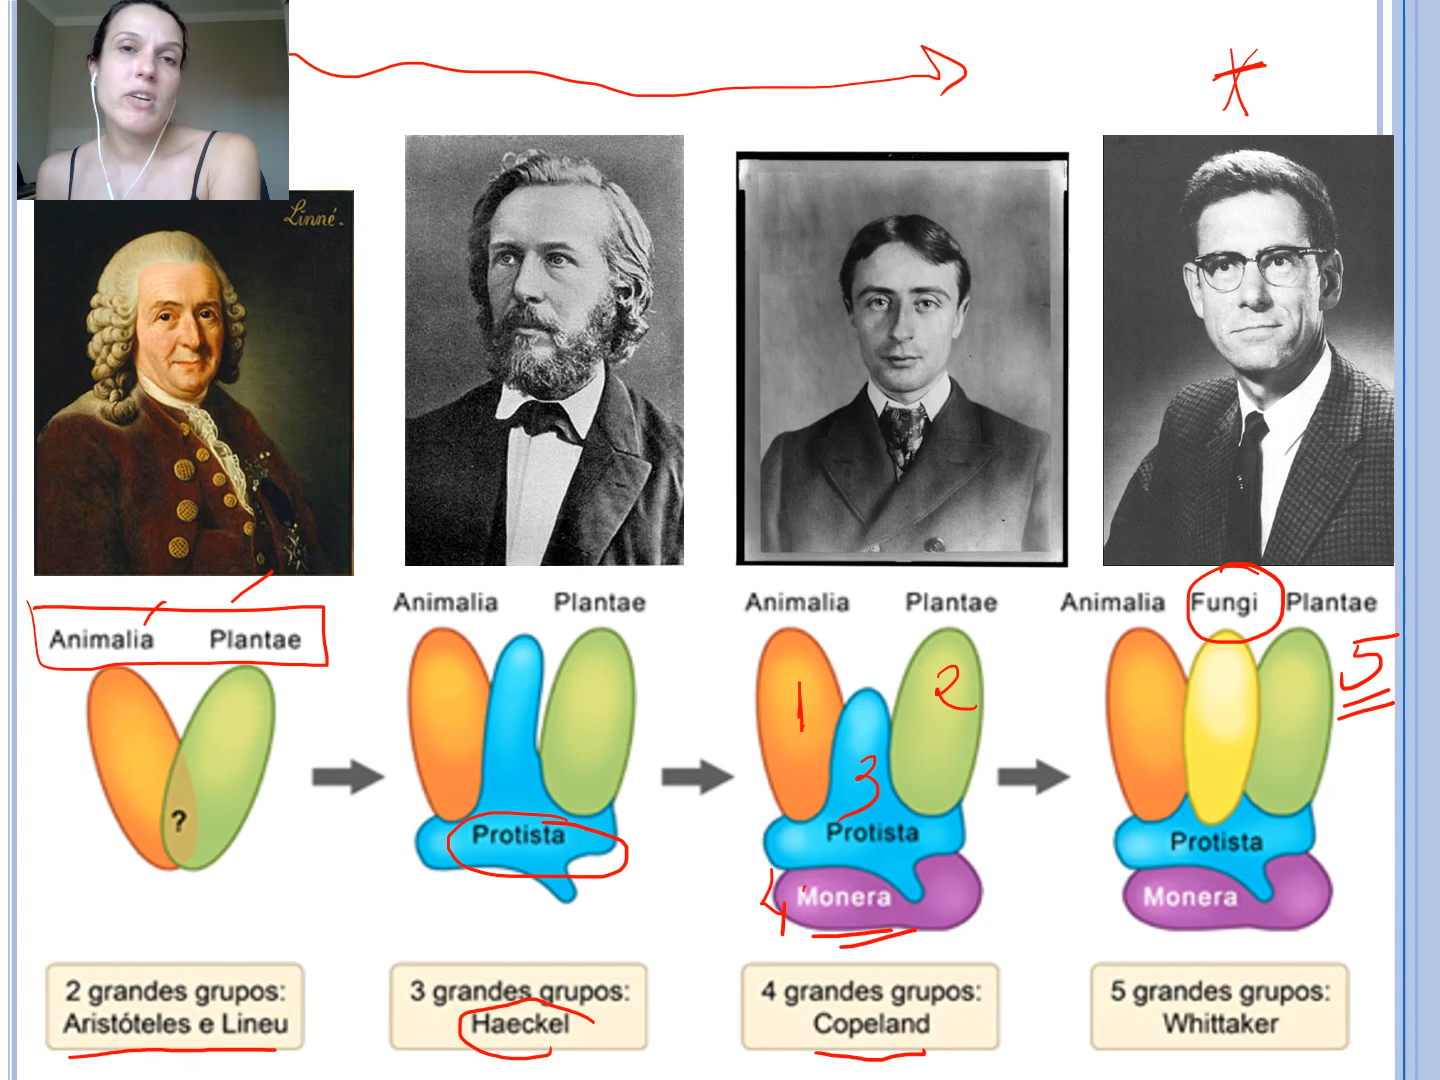 Linné.
Animalia Plantae
?
2 grandes grupos:
Aristóteles e Lineu
Animalia Plantae
Protista
3 grandes grupos:
Haeckel
Animalia Plantae
1 2
3
Protista
4
Monera
4 grandes grupos:
Copeland
Animalia Fungi Plantae
5
Protista
Monera
5 grandes grupos:
Whittaker